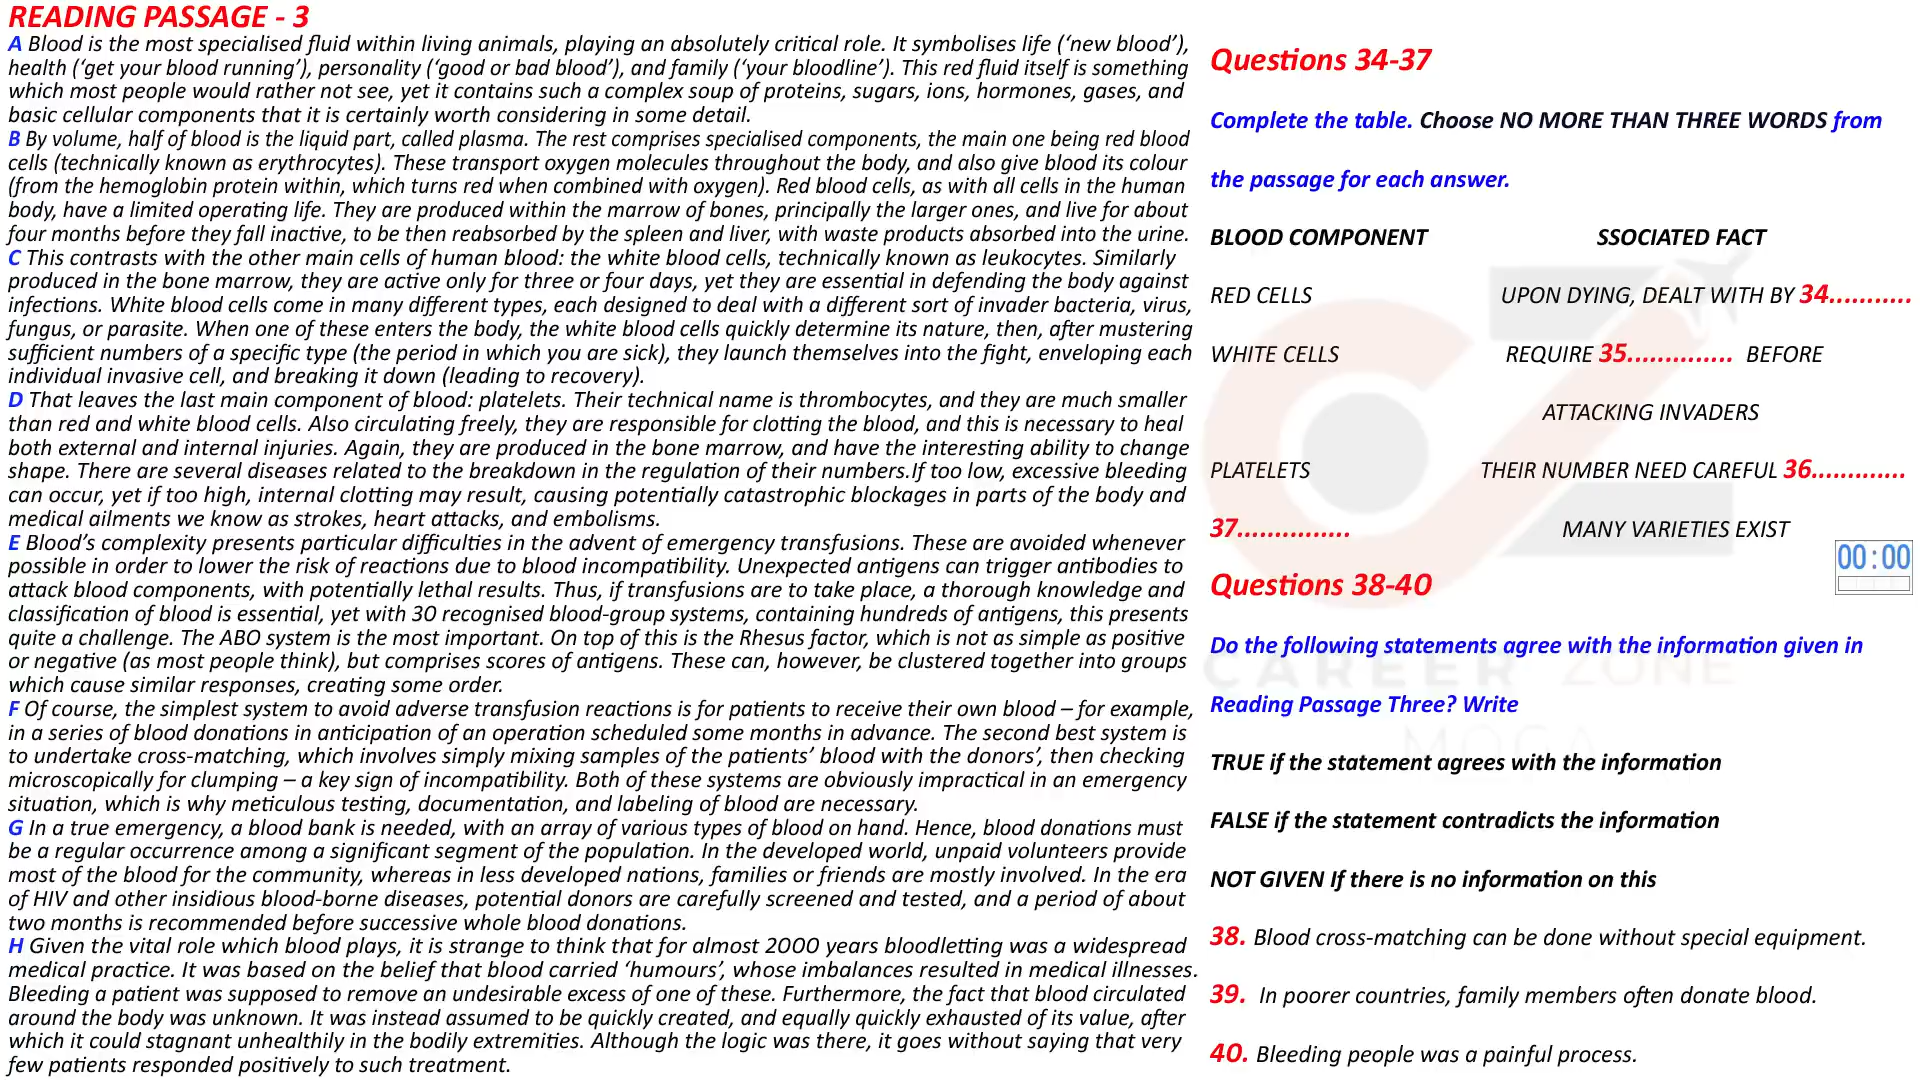 READING PASSAGE - 3
A Blood is the most specialised fluid within living animals, playing an absolutely critical role. It symbolises life (‘new blood’),
health (‘get your blood running’), personality (‘good or bad blood’), and family (‘your bloodline’). This red fluid itself is something
which most people would rather not see, yet it contains such a complex soup of proteins, sugars, ions, hormones, gases, and
basic cellular components that it is certainly worth considering in some detail.
B By volume, half of blood is the liquid part, called plasma. The rest comprises specialised components, the main one being red blood
cells (technically known as erythrocytes). These transport oxygen molecules throughout the body, and also give blood its colour
(from the hemoglobin protein within, which turns red when combined with oxygen). Red blood cells, as with all cells in the human
body, have a limited operating life. They are produced within the marrow of bones, principally the larger ones, and live for about
four months before they fall inactive, to be then reabsorbed by the spleen and liver, with waste products absorbed into the urine.
C This contrasts with the other main cells of human blood: the white blood cells, technically known as leukocytes. Similarly
produced in the bone marrow, they are active only for three or four days, yet they are essential in defending the body against
infections. White blood cells come in many different types, each designed to deal with a different sort of invader bacteria, virus,
fungus, or parasite. When one of these enters the body, the white blood cells quickly determine its nature, then, after mustering
sufficient numbers of a specific type (the period in which you are sick), they launch themselves into the fight, enveloping each
individual invasive cell, and breaking it down (leading to recovery).
D That leaves the last main component of blood: platelets. Their technical name is thrombocytes, and they are much smaller
than red and white blood cells. Also circulating freely, they are responsible for clotting the blood, and this is necessary to heal
both external and internal injuries. Again, they are produced in the bone marrow, and have the interesting ability to change
shape. There are several diseases related to the breakdown in the regulation of their numbers.If too low, excessive bleeding
can occur, yet if too high, internal clotting may result, causing potentially catastrophic blockages in parts of the body and
medical ailments we know as strokes, heart attacks, and embolisms.
E Blood’s complexity presents particular difficulties in the advent of emergency transfusions. These are avoided whenever
possible in order to lower the risk of reactions due to blood incompatibility. Unexpected antigens can trigger antibodies to
attack blood components, with potentially lethal results. Thus, if transfusions are to take place, a thorough knowledge and
classification of blood is essential, yet with 30 recognised blood-group systems, containing hundreds of antigens, this presents
quite a challenge. The ABO system is the most important. On top of this is the Rhesus factor, which is not as simple as positive
or negative (as most people think), but comprises scores of antigens. These can, however, be clustered together into groups
which cause similar responses, creating some order.
F Of course, the simplest system to avoid adverse transfusion reactions is for patients to receive their own blood – for example,
in a series of blood donations in anticipation of an operation scheduled some months in advance. The second best system is
to undertake cross-matching, which involves simply mixing samples of the patients’ blood with the donors’, then checking
microscopically for clumping – a key sign of incompatibility. Both of these systems are obviously impractical in an emergency
situation, which is why meticulous testing, documentation, and labeling of blood are necessary.
G In a true emergency, a blood bank is needed, with an array of various types of blood on hand. Hence, blood donations must
be a regular occurrence among a significant segment of the population. In the developed world, unpaid volunteers provide
most of the blood for the community, whereas in less developed nations, families or friends are mostly involved. In the era
of HIV and other insidious blood-borne diseases, potential donors are carefully screened and tested, and a period of about
two months is recommended before successive whole blood donations.
H Given the vital role which blood plays, it is strange to think that for almost 2000 years bloodletting was a widespread
medical practice. It was based on the belief that blood carried ‘humours’, whose imbalances resulted in medical illnesses.
Bleeding a patient was supposed to remove an undesirable excess of one of these. Furthermore, the fact that blood circulated
around the body was unknown. It was instead assumed to be quickly created, and equally quickly exhausted of its value, after
which it could stagnant unhealthily in the bodily extremities. Although the logic was there, it goes without saying that very
few patients responded positively to such treatment.
Questions 34-37
Complete the table. Choose NO MORE THAN THREE WORDS from
the passage for each answer.
BLOOD COMPONENT SSOCIATED FACT
RED CELLS UPON DYING, DEALT WITH BY 34...........
WHITE CELLS REQUIRE 35.............. BEFORE
ATTACKING INVADERS
PLATELETS THEIR NUMBER NEED CAREFUL 36.............
37............... MANY VARIETIES EXIST
00:00
Questions 38-40
Do the following statements agree with the information given in
CAREER ZONE
Reading Passage Three? Write
MOGA
TRUE if the statement agrees with the information
FALSE if the statement contradicts the information
NOT GIVEN If there is no information on this
38. Blood cross-matching can be done without special equipment.
39. In poorer countries, family members often donate blood.
40. Bleeding people was a painful process.